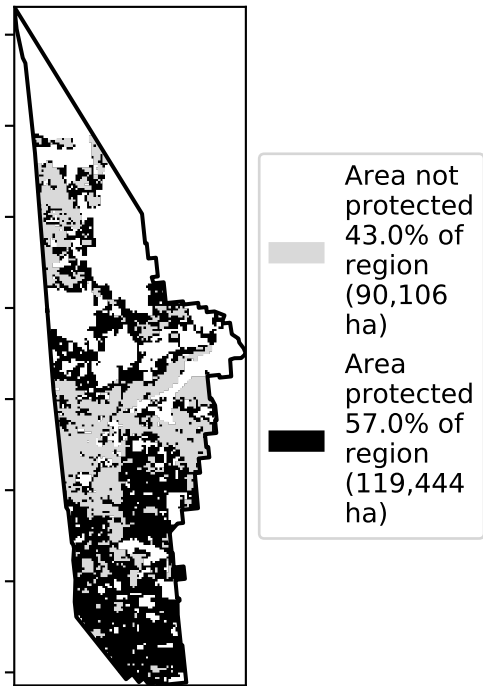 Area not
protected
43.0% of
region
(90,106
ha)
Area
protected
57.0% of
region
(119,444
ha)